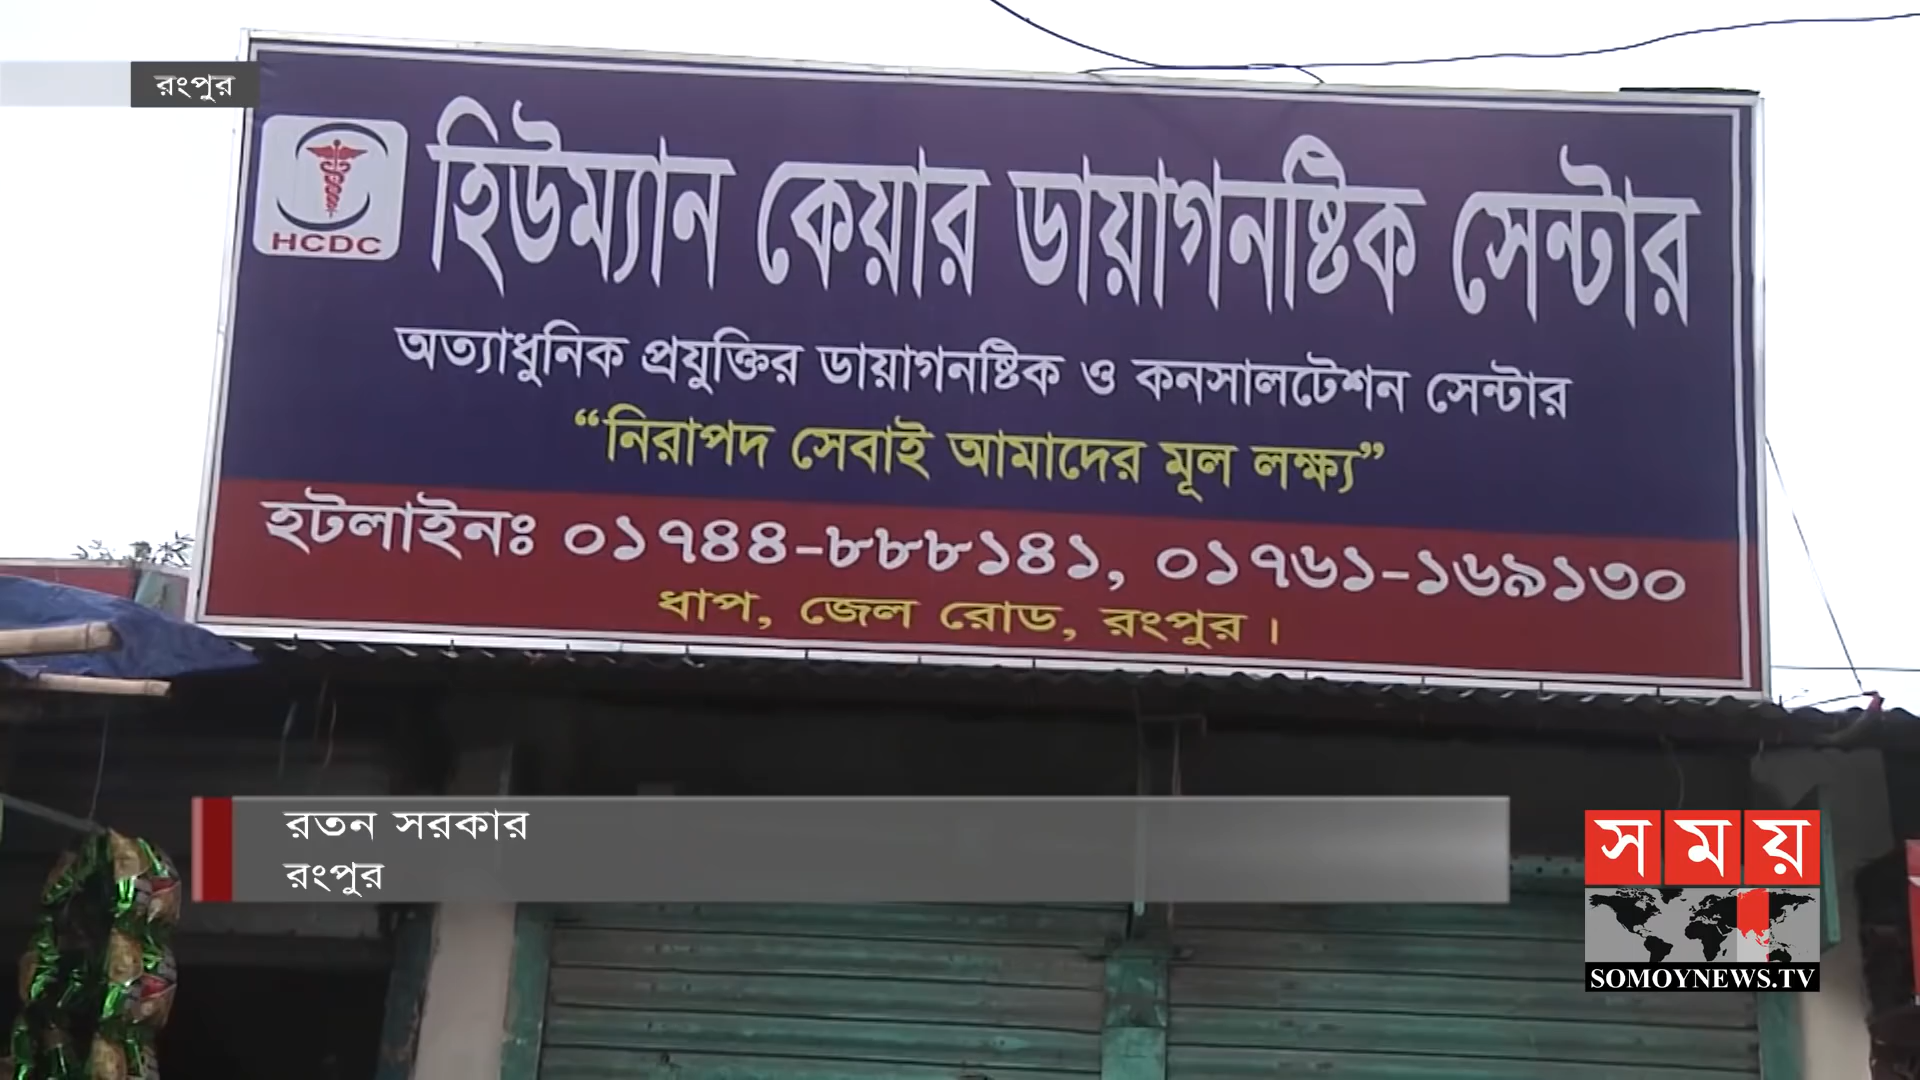 রংপুর
HCDC
হিউম্যান কেয়ার ডায়াগনষ্টিক সেন্টার
অত্যাধুনিক প্রযুক্তির ডায়াগনষ্টিক ও কনসালটেশন সেন্টার
“নিরাপদ সেবাই আমাদের মূল লক্ষ্য”
হটলাইনঃ ০১৭৪৪-৮৮৮১৪১, ০১৭৬১-১৬৯১৩০
ধাপ, জেল রোড, রংপুর।
রতন সরকার
রংপুর
সময়
SOMOYNEWS.TV